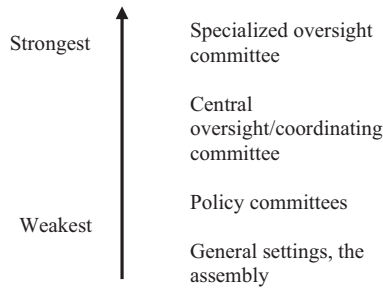 Strongest
Specialized oversight
committee
Central
oversight/coordinating
committee
Policy committees
Weakest
General settings, the
assembly